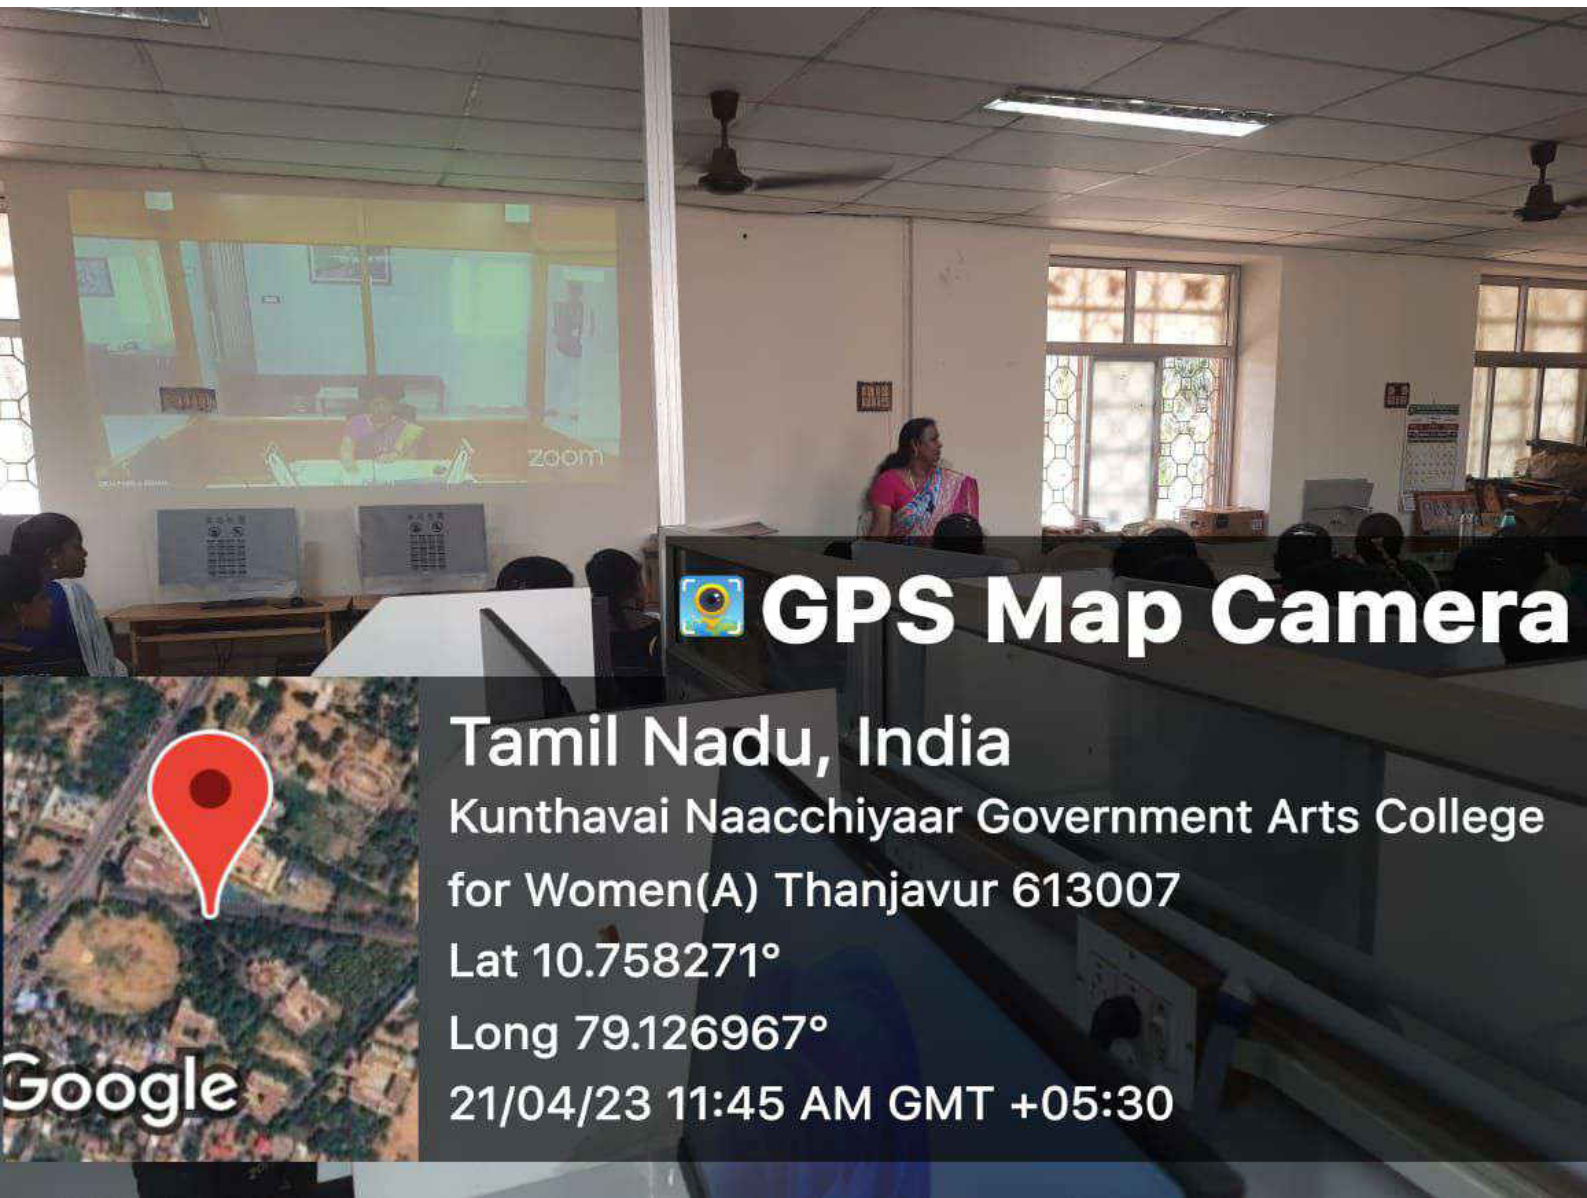 zoom
GPS Map Camera
Tamil Nadu, India
Kunthavai Naacchiyaar Government Arts College
for Women(A) Thanjavur 613007
Lat 10.758271°
Long 79.126967°
21/04/23 11:45 AM GMT +05:30
Google